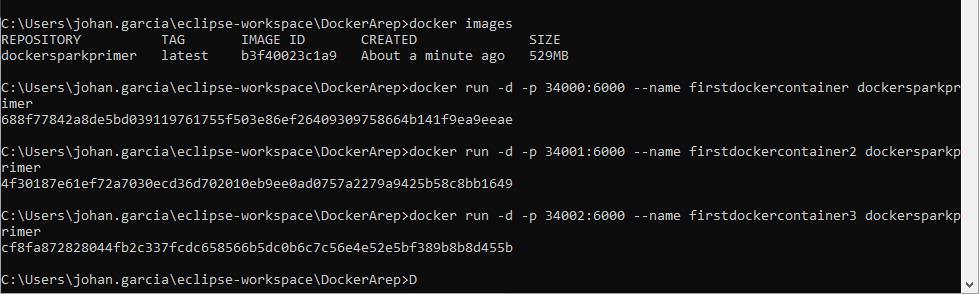 C:\Users\johan.garcia\eclipse-workspace\DockerArep>docker images
REPOSITORY          TAG       IMAGE ID       CREATED              SIZE
dockersparkprimer   latest    b3f40023c1a9   About a minute ago   529MB
C:\Users\johan.garcia\eclipse-workspace\DockerArep>docker run -d -p 34000:6000 --name firstdockercontainer dockersparkpr
imer
688f77842a8de5bd039119761755f503e86ef26409309758664b141f9ea9eeae
C:\Users\johan.garcia\eclipse-workspace\DockerArep>docker run -d -p 34001:6000 --name firstdockercontainer2 dockersparkp
rimer
4f30187e61ef72a7030ecd36d702010eb9ee0ad0757a2279a9425b58c8bb1649
C:\Users\johan.garcia\eclipse-workspace\DockerArep>docker run -d -p 34002:6000 --name firstdockercontainer3 dockersparkp
rimer
cf8fa872828044fb2c337fcdc658566b5dc0b6c7c56e4e52e5bf389b8b8d455b
C:\Users\johan.garcia\eclipse-workspace\DockerArep>D